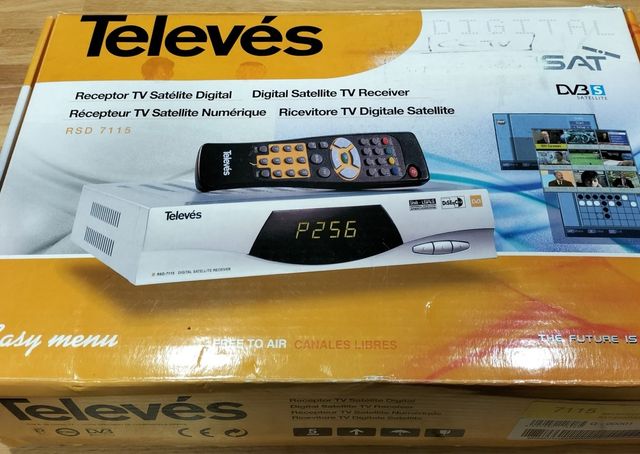 Televés
DIGITAL
SAT
DVB S
SATELLITE
Receptor TV Satélite Digital
Digital Satellite TV Receiver
Récepteur TV Satellite Numérique
Ricevitore TV Digitale Satellite
RSD 7115
Televés
Televés
P256
RSD-7115 DIGITAL SATELLITE RECEIVER
asy menu
FREE TO AIR CANALES LIBRES
THE FUTURE IS
Televés
Receptor TV Satélite Digital
Digital Satellite TV Receiver
Récepteur TV Satellite Numérique
Ricevitore TV Digitale Satellite
DVB
5
7115